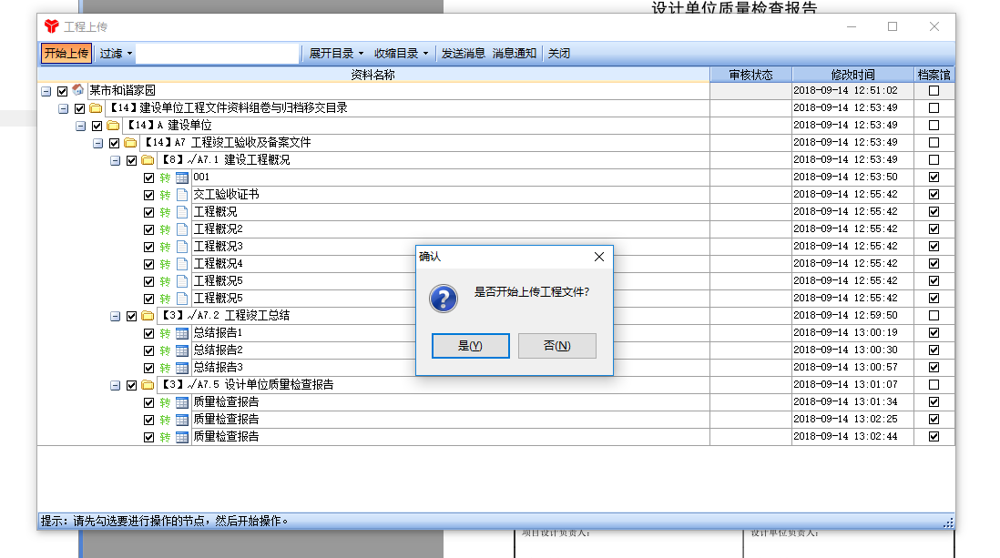 设计单位质量检查报告
工程上传
开始上传 过滤 展开目录 收缩目录 发送消息 消息通知 关闭
资料名称 审核状态 修改时间 档案馆
某市和谐家园 2018-09-14 12:51:02
【14】建设单位工程文件资料组卷与归档移交目录 2018-09-14 12:53:49
【14】A 建设单位 2018-09-14 12:53:49
【14】A7 工程竣工验收及备案文件 2018-09-14 12:53:49
【8】√A7.1 建设工程概况 2018-09-14 12:53:49
转 001 2018-09-14 12:53:50
转 交工验收证书 2018-09-14 12:55:42
转 工程概况 2018-09-14 12:55:42
转 工程概况2 2018-09-14 12:55:42
转 工程概况3 2018-09-14 12:55:42
转 工程概况4 2018-09-14 12:55:42
转 工程概况5 2018-09-14 12:55:42
转 工程概况5 2018-09-14 12:55:42
【3】√A7.2 工程竣工总结 2018-09-14 12:59:50
转 总结报告1 2018-09-14 13:00:19
转 总结报告2 2018-09-14 13:00:30
转 总结报告3 2018-09-14 13:00:57
【3】√A7.5 设计单位质量检查报告 2018-09-14 13:01:07
转 质量检查报告 2018-09-14 13:01:34
转 质量检查报告 2018-09-14 13:02:25
转 质量检查报告 2018-09-14 13:02:44
确认
是否开始上传工程文件?
是(Y) 否(N)
提示: 请先勾选要进行操作的节点，然后开始操作。
项目设计负责人: 设计单位负责人: